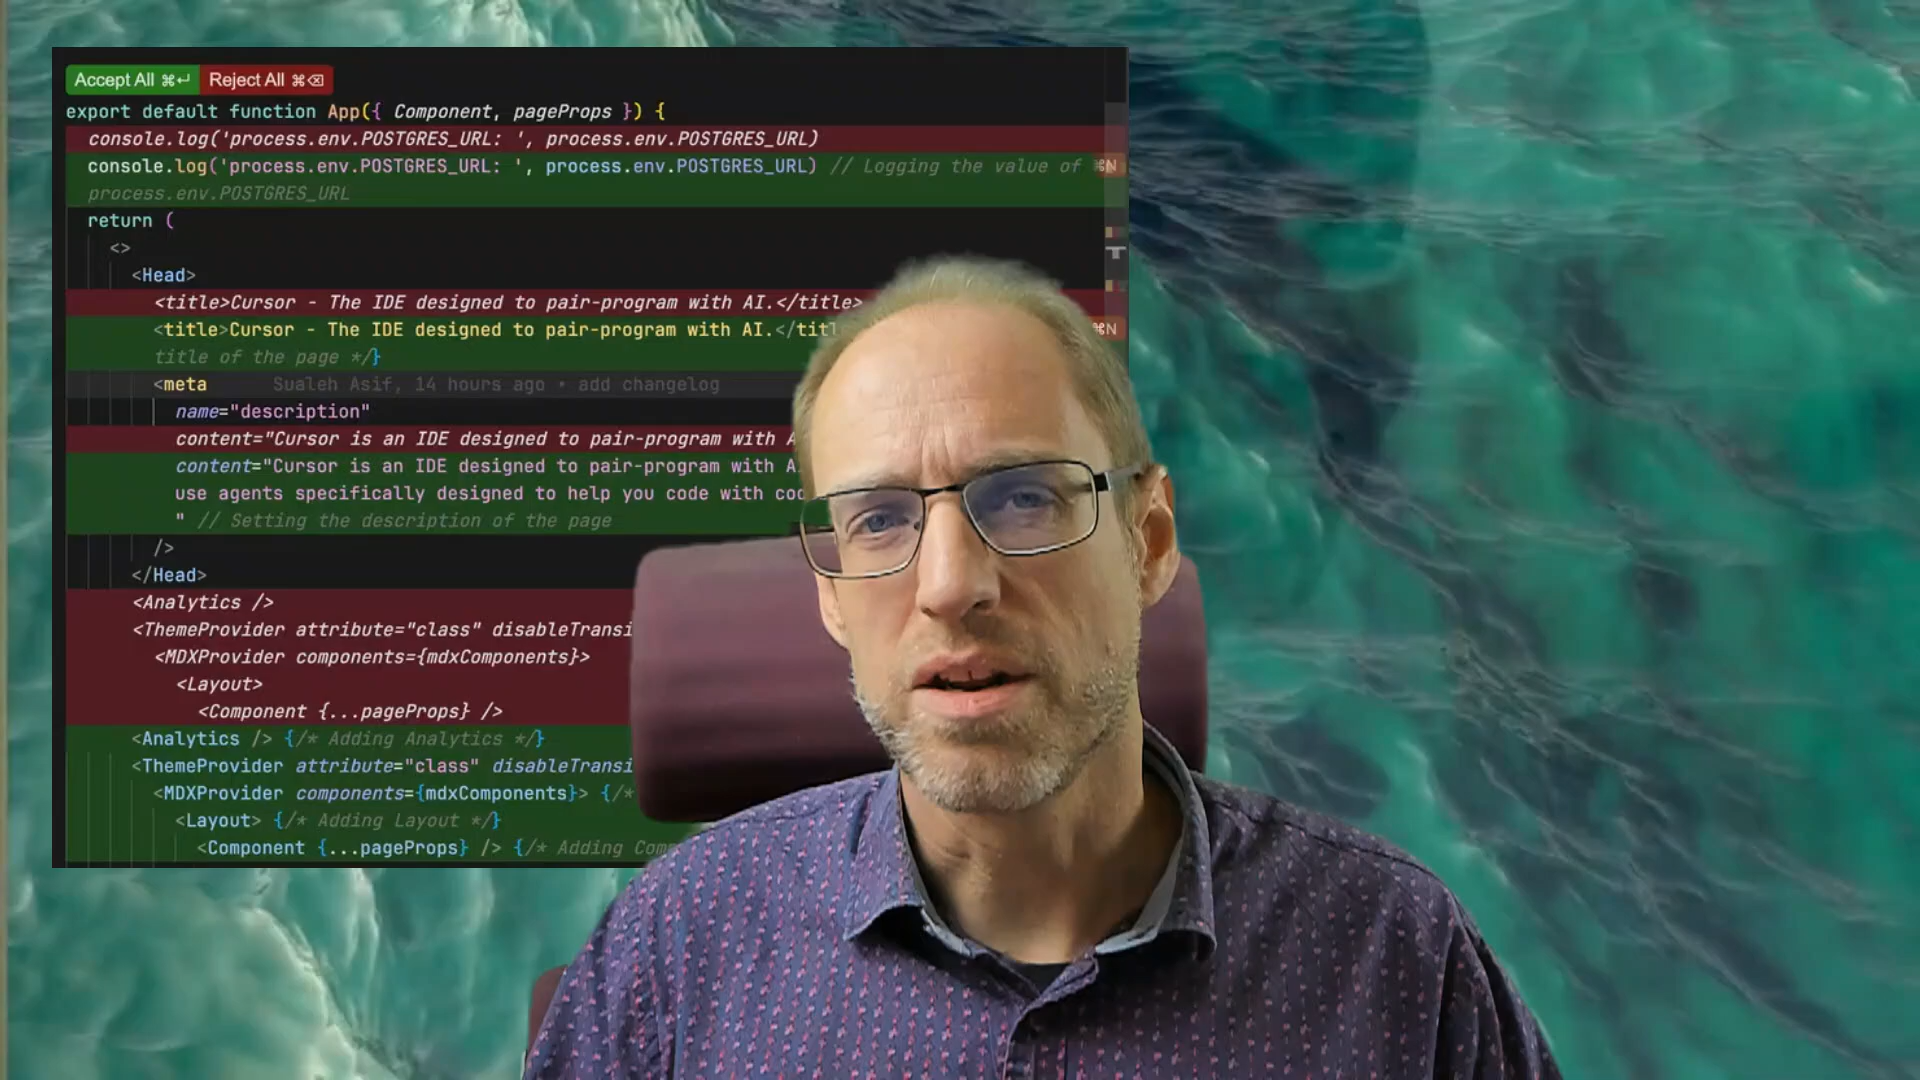 Accept All ⌘↵ Reject All ⌘⌫
export default function App({ Component, pageProps }) {
console.log('process.env.POSTGRES_URL: ', process.env.POSTGRES_URL)
console.log('process.env.POSTGRES_URL: ', process.env.POSTGRES_URL) // Logging the value of ⌘N
process.env.POSTGRES_URL
return (
<>
<Head>
<title>Cursor - The IDE designed to pair-program with AI.</title>
<title>Cursor - The IDE designed to pair-program with AI.</titl ⌘N
title of the page */}
<meta Sualeh Asif, 14 hours ago • add changelog
name="description"
content="Cursor is an IDE designed to pair-program with A
content="Cursor is an IDE designed to pair-program with A
use agents specifically designed to help you code with
" // Setting the description of the page
/>
</Head>
<Analytics />
<ThemeProvider attribute="class"
<MDXProvider components={mdxComponents}>
<Layout>
<Component {...pageProps} />
<Analytics /> {/* Adding Analytics */}
<ThemeProvider attribute="class"
<MDXProvider components={mdxComponents}> {/*
<Layout> {/* Adding Layout */}
<Component {...pageProps} /> {/* Adding